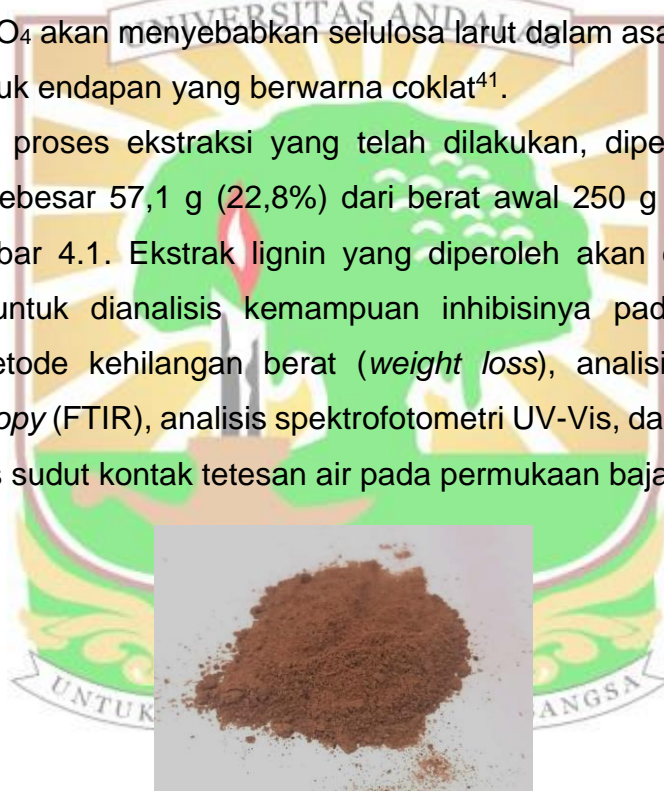 UNIVERSITAS ANDALAS
O₄ akan menyebabkan selulosa larut dalam asa
uk endapan yang berwarna coklat⁴¹.
proses ekstraksi yang telah dilakukan, dipe
ebesar 57,1 g (22,8%) dari berat awal 250 g
bar 4.1. Ekstrak lignin yang diperoleh akan
untuk dianalisis kemampuan inhibisinya pad
etode kehilangan berat (weight loss), analisi
opy (FTIR), analisis spektrofotometri UV-Vis, da
s sudut kontak tetesan air pada permukaan baja
UNTUK BANGSA